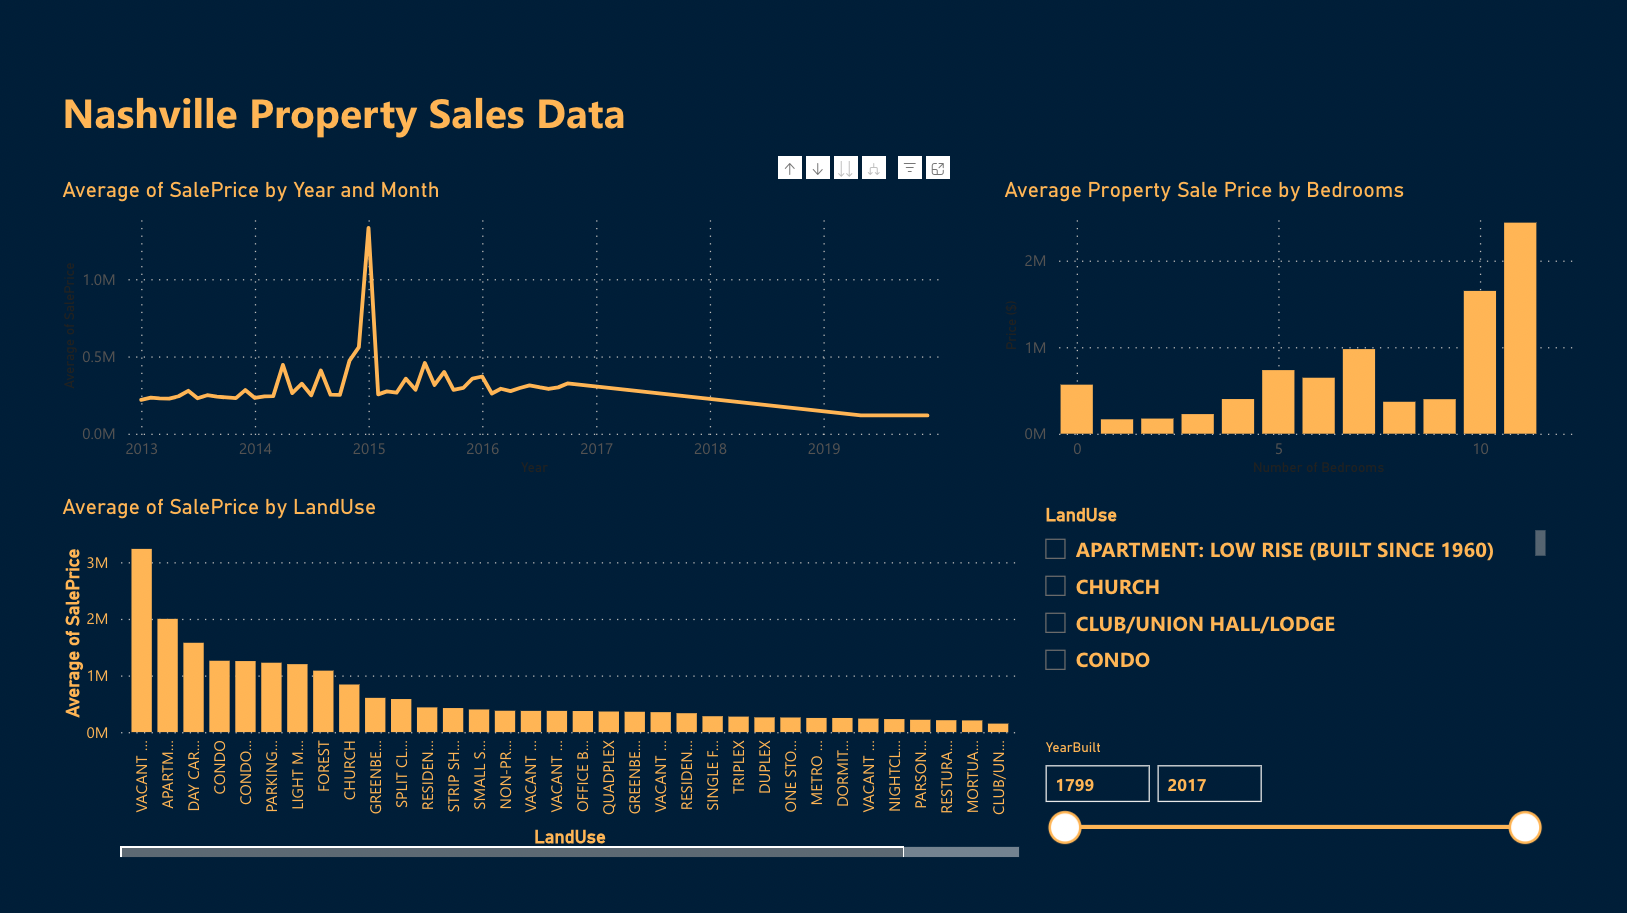 Nashville Property Sales Data
Average of SalePrice by Year and Month
Average of SalePrice
1.0M
0.5M
0.0M
2013 2014 2015 2016 2017 2018 2019
Year
Average Property Sale Price by Bedrooms
Price ($)
2M
1M
0M
0 5 10
Number of Bedrooms
Average of SalePrice by LandUse
Average of SalePrice
3M
2M
1M
0M
VACANT ...
APARTM...
DAY CAR...
CONDO
CONDO...
PARKING...
LIGHT M...
FOREST
CHURCH
GREENBE...
SPLIT CL...
RESIDEN...
STRIP SH...
SMALL S...
NON-PR...
VACANT ...
VACANT ...
OFFICE B...
QUADPLEX
GREENBE...
VACANT ...
RESIDEN...
SINGLE F...
TRIPLEX
DUPLEX
ONE STO...
METRO ...
DORMIT...
VACANT ...
NIGHTCL...
PARSON...
RESTURA...
MORTUA...
CLUB/UN...
LandUse
LandUse
APARTMENT: LOW RISE (BUILT SINCE 1960)
CHURCH
CLUB/UNION HALL/LODGE
CONDO
YearBuilt
1799 2017